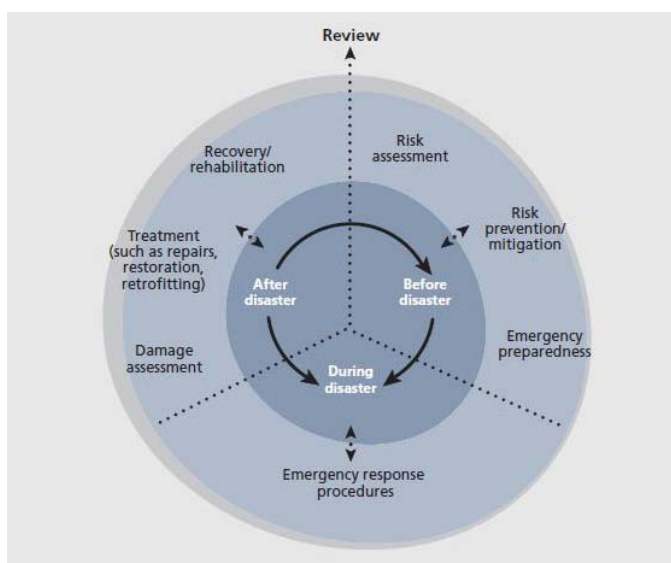 Review
Risk
assessment
Recovery/
rehabilitation
Risk
prevention/
mitigation
Treatment
(such as repairs,
restoration,
retrofitting)
After
disaster
Before
disaster
Emergency
preparedness
Damage
assessment
During
disaster
Emergency response
procedures